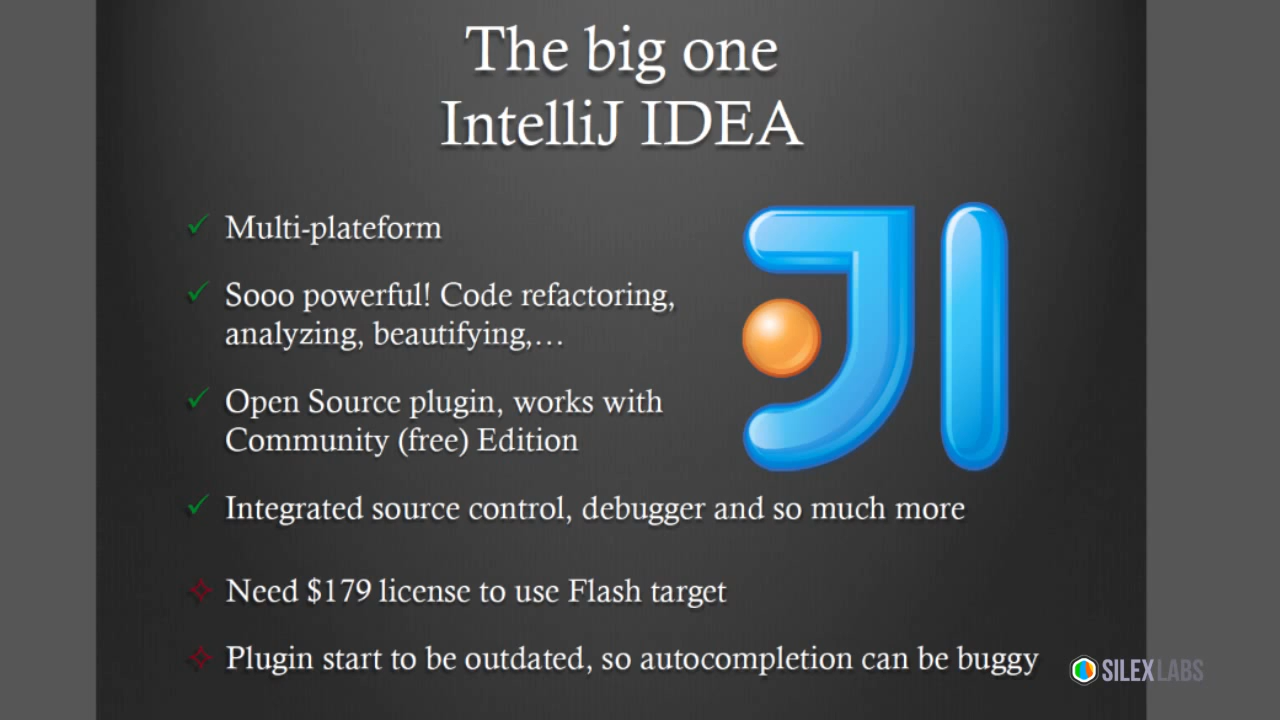 The big one
IntelliJ IDEA
Multi-plateform
Sooo powerful! Code refactoring,
analyzing, beautifying,…
Open Source plugin, works with
Community (free) Edition
Integrated source control, debugger and so much more
Need $179 license to use Flash target
Plugin start to be outdated, so autocompletion can be buggy
SILEX LABS
JI